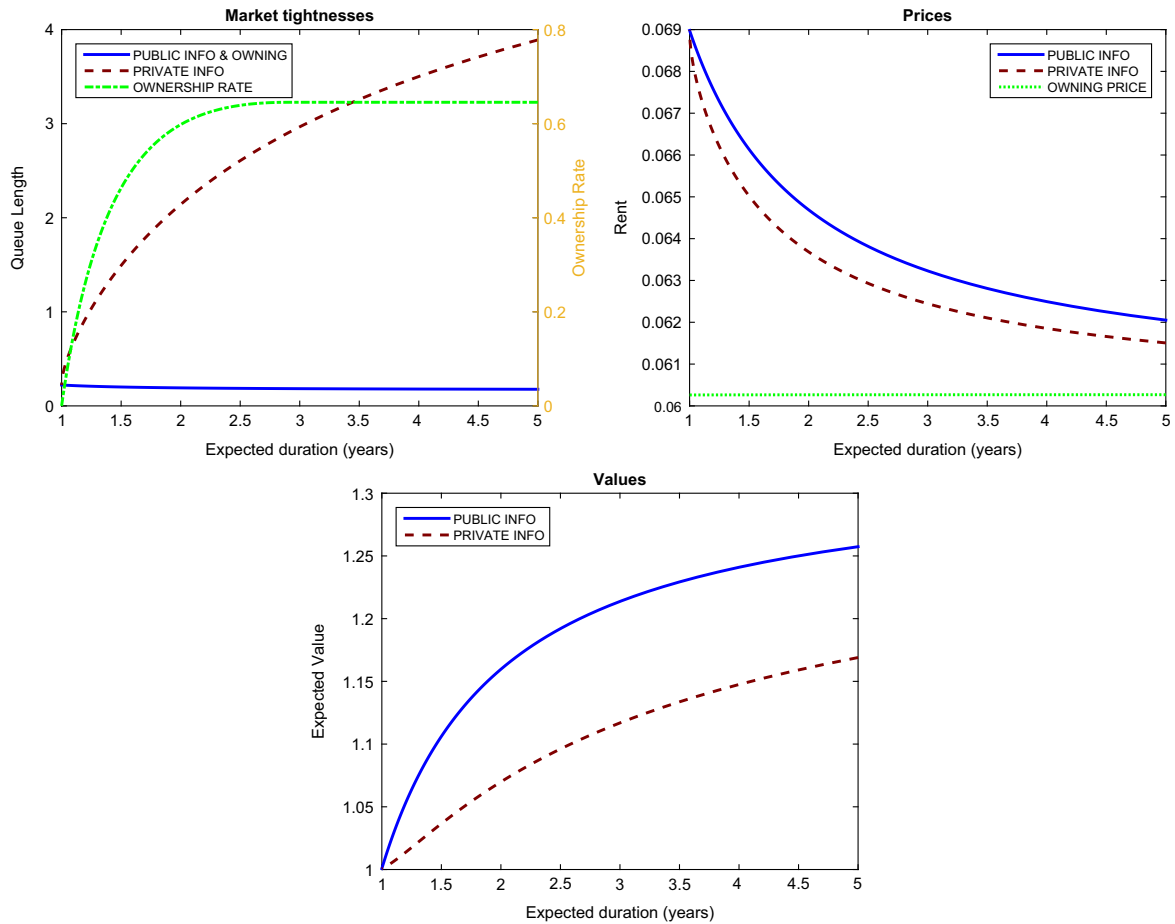 Market tightnesses
PUBLIC INFO & OWNING
PRIVATE INFO
OWNERSHIP RATE
4
3
2
1
0
Queue Length
0.8
0.6
0.4
0.2
0
Ownership Rate
1 1.5 2 2.5 3 3.5 4 4.5 5
Expected duration (years)
Prices
PUBLIC INFO
PRIVATE INFO
OWNING PRICE
0.069
0.068
0.067
0.066
0.065
0.064
0.063
0.062
0.061
0.06
Rent
1 1.5 2 2.5 3 3.5 4 4.5 5
Expected duration (years)
Values
PUBLIC INFO
PRIVATE INFO
1.3
1.25
1.2
1.15
1.1
1.05
1
Expected Value
1 1.5 2 2.5 3 3.5 4 4.5 5
Expected duration (years)